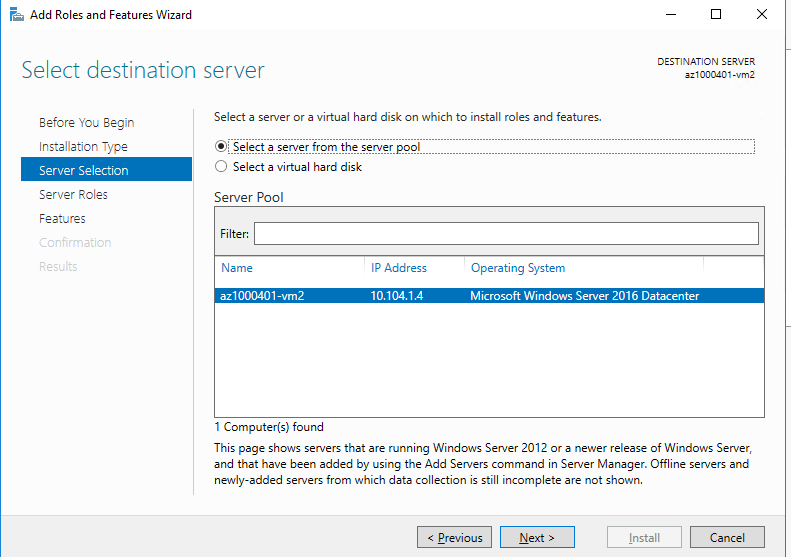 Add Roles and Features Wizard
Select destination server
DESTINATION SERVER
az1000401-vm2
Before You Begin
Installation Type
Server Selection
Server Roles
Features
Confirmation
Results
Select a server or a virtual hard disk on which to install roles and features.
Select a server from the server pool
Select a virtual hard disk
Server Pool
Filter:
Name IP Address Operating System
az1000401-vm2 10.104.1.4 Microsoft Windows Server 2016 Datacenter
1 Computer(s) found
This page shows servers that are running Windows Server 2012 or a newer release of Windows Server,
and that have been added by using the Add Servers command in Server Manager. Offline servers and
newly-added servers from which data collection is still incomplete are not shown.
< Previous Next > Install Cancel